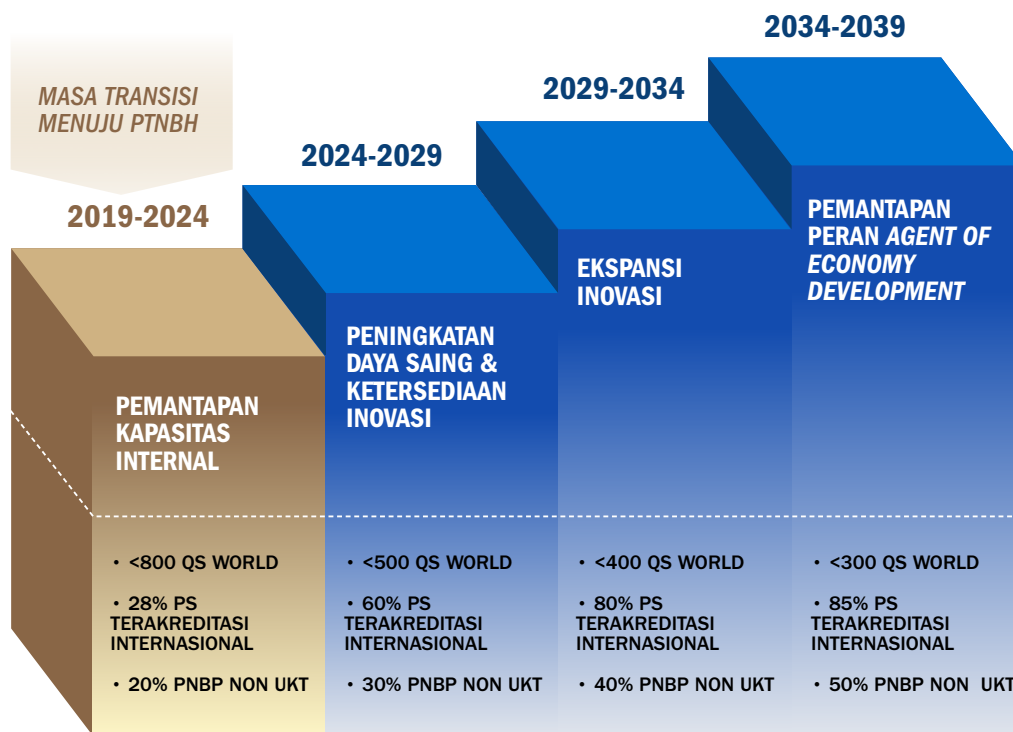 MASA TRANSISI
MENUJU PTNBH
2019-2024
PEMANTAPAN
KAPASITAS
INTERNAL
• <800 QS WORLD
• 28% PS
TERAKREDITASI
INTERNASIONAL
• 20% PNBP NON UKT
2024-2029
PENINGKATAN
DAYA SAING &
KETERSEDIAAN
INOVASI
• <500 QS WORLD
• 60% PS
TERAKREDITASI
INTERNASIONAL
• 30% PNBP NON UKT
2029-2034
EKSPANSI
INOVASI
• <400 QS WORLD
• 80% PS
TERAKREDITASI
INTERNASIONAL
• 40% PNBP NON UKT
2034-2039
PEMANTAPAN
PERAN AGENT OF
ECONOMY
DEVELOPMENT
• <300 QS WORLD
• 85% PS
TERAKREDITASI
INTERNASIONAL
• 50% PNBP NON UKT